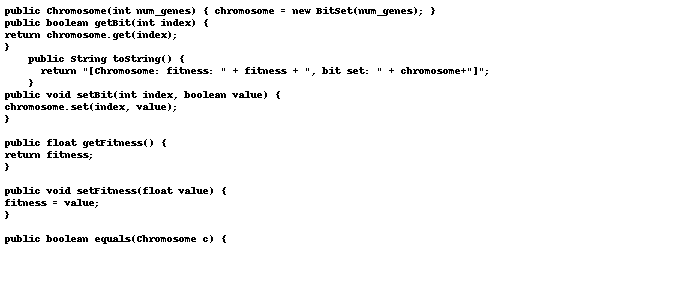 public Chromosome(int num_genes) { chromosome = new BitSet(num_genes); }
public boolean getBit(int index) {
return chromosome.get(index);
}
public String toString() {
return "[Chromosome: fitness: " + fitness + ", bit set: " + chromosome+"]";
}
public void setBit(int index, boolean value) {
chromosome.set(index, value);
}
public float getFitness() {
return fitness;
}
public void setFitness(float value) {
fitness = value;
}
public boolean equals(Chromosome c) {